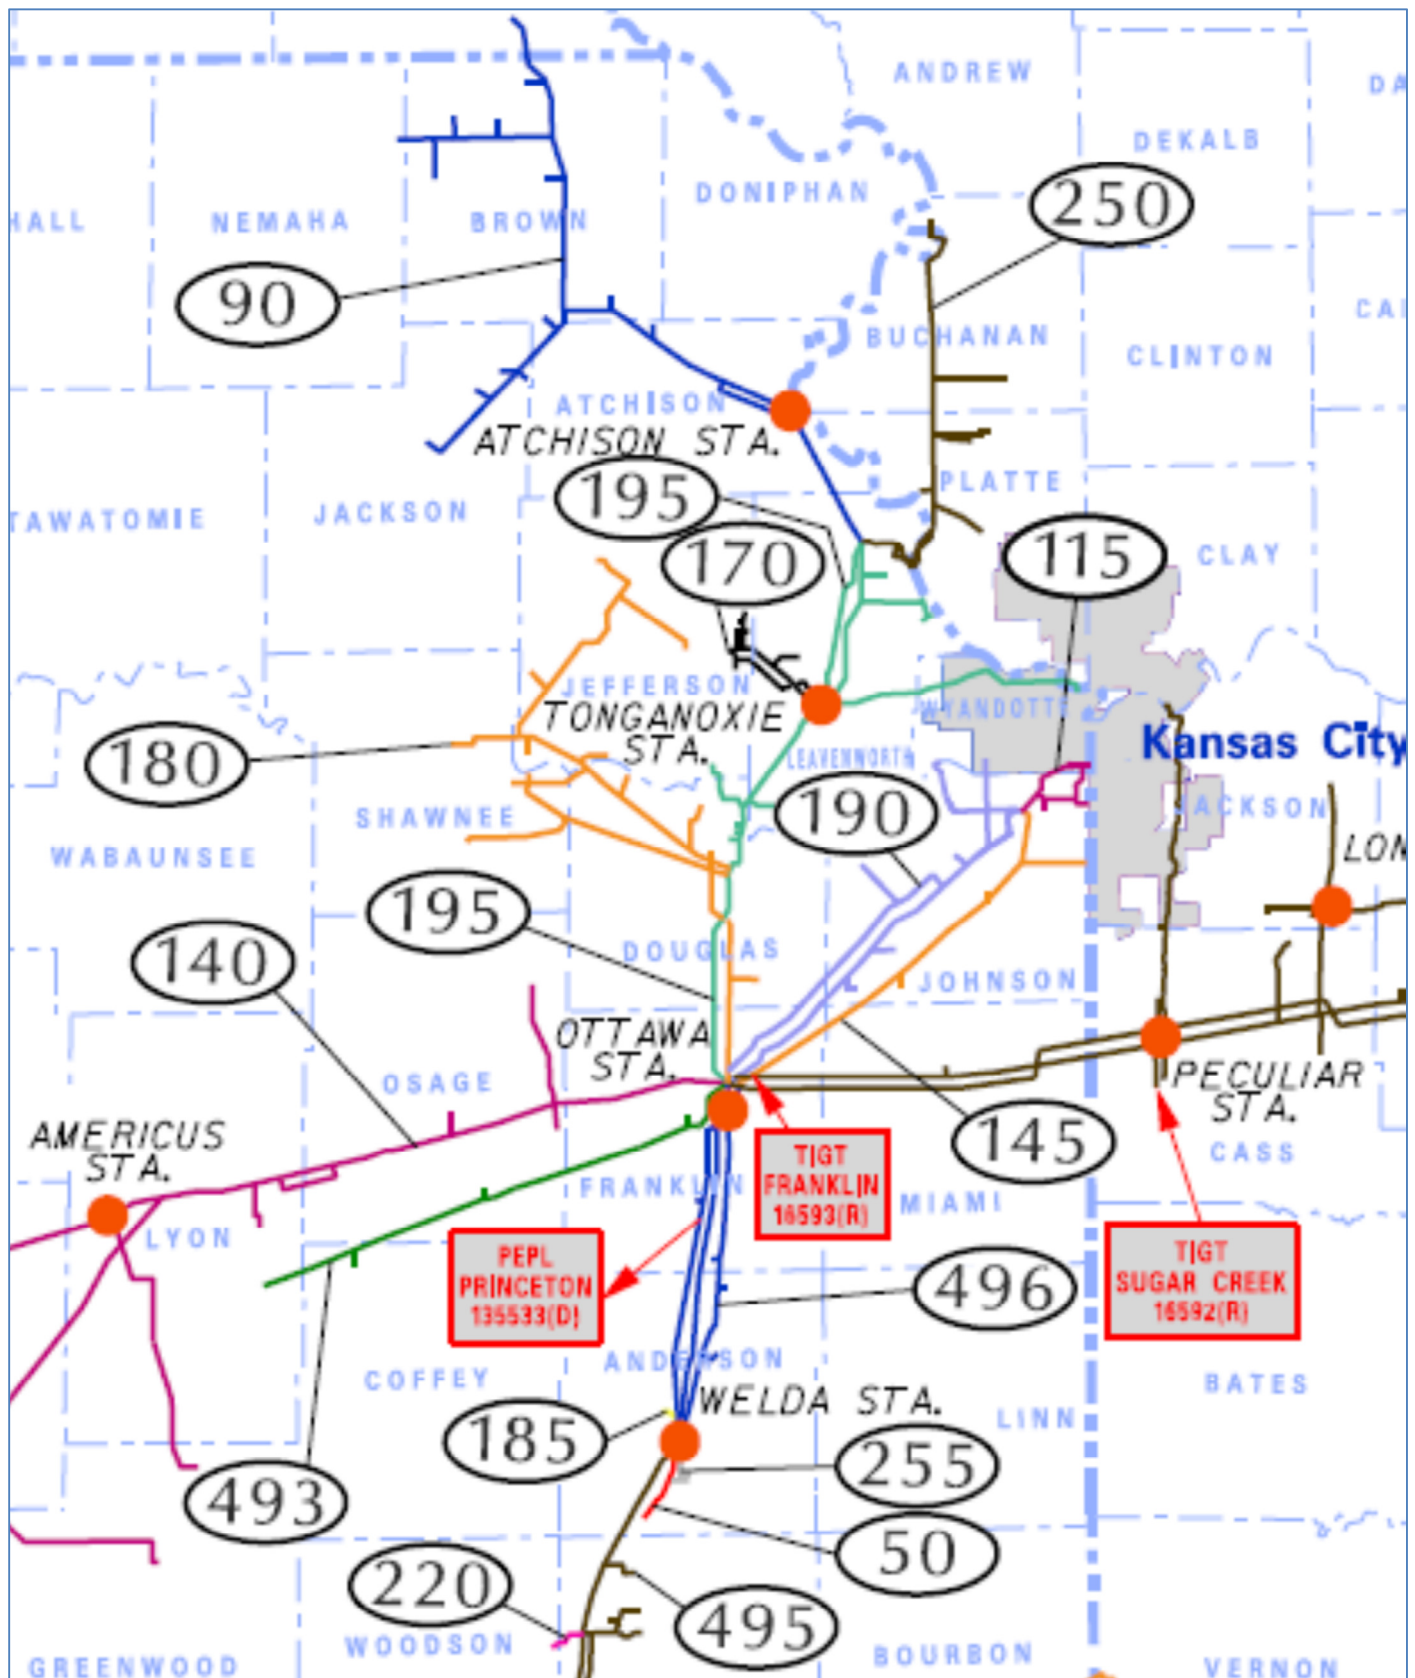 ANDREW
DA
DEKALB
DONIPHAN
250
HALL
NEMAHA
BROWN
90
CAL
BUCHANAN
CLINTON
ATCHISON
ATCHISON STA.
195
PLATTE
TAWATOMIE
JACKSON
170
115
CLAY
JEFFERSON
TONGANOXIE
STA.
WYANDOTTE
Kansas City
180
LEAVENWORTH
SHAWNEE
190
JACKSON
WABAUNSEE
LON
195
140
DOUGLAS
JOHNSON
OTTAWA
STA.
OSAGE
PECULIAR
STA.
AMERICUS
STA.
145
CASS
TIGT
FRANKLIN
16593(R)
FRANKLIN
MIAMI
LYON
PEPL
PRINCETON
135533(D)
TIGT
SUGAR CREEK
16592(R)
496
ANDERSON
COFFEY
BATES
WELDA STA.
LINN
185
255
493
50
220
495
WOODSON
BOURBON
GREENWOOD
VERNON